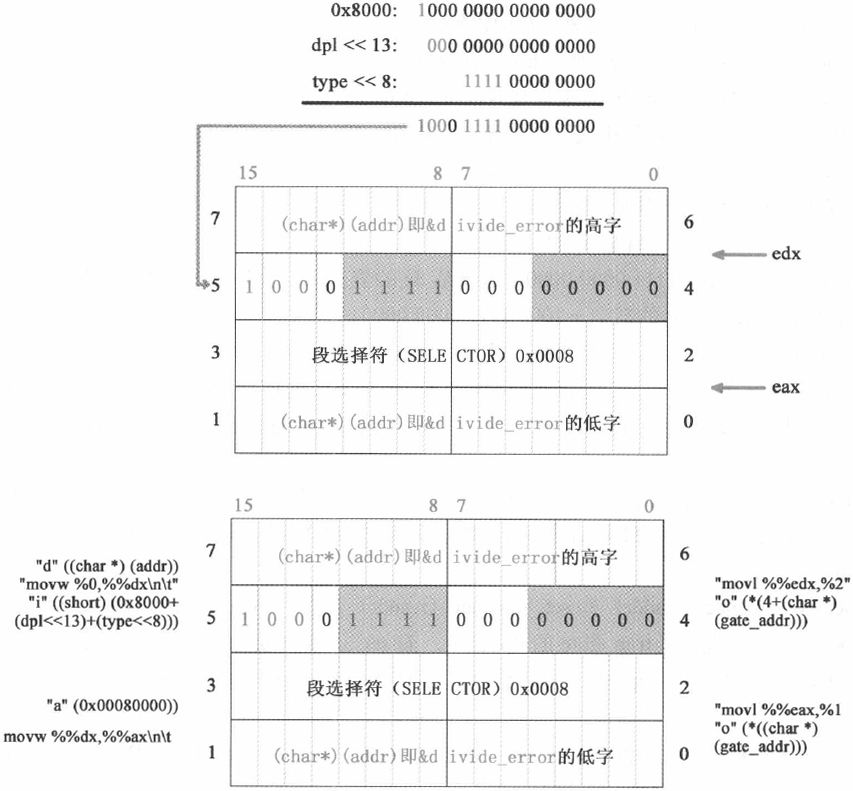 0x8000: 1000 0000 0000 0000
dpl << 13: 000 0000 0000 0000
type << 8: 1111 0000 0000
1000 1111 0000 0000
15 8 7 0
7 (char*)(addr)即&d ivide_error的高字 6
edx
5 1 0 0 0 1 1 1 1 0 0 0 0 0 0 0 0 4
3 段选择符（SELE CTOR）0x0008 2
eax
1 (char*)(addr)即&d ivide_error的低字 0
15 8 7 0
7 (char*)(addr)即&d ivide_error的高字 6
"d" ((char *) (addr))
"movw %0,%%dx\n\t"
"i" ((short) (0x8000+
(dpl<<13)+(type<<8)))
5 1 0 0 0 1 1 1 1 0 0 0 0 0 0 0 0 4
"movl %%edx,%2"
"o" (*(4+(char *)
(gate_addr)))
3 段选择符（SELE CTOR）0x0008 2
"a" (0x00080000))
movw %%dx,%%ax\n\t
1 (char*)(addr)即&d ivide_error的低字 0
"movl %%eax,%1
"o" (*((char *)
(gate_addr)))